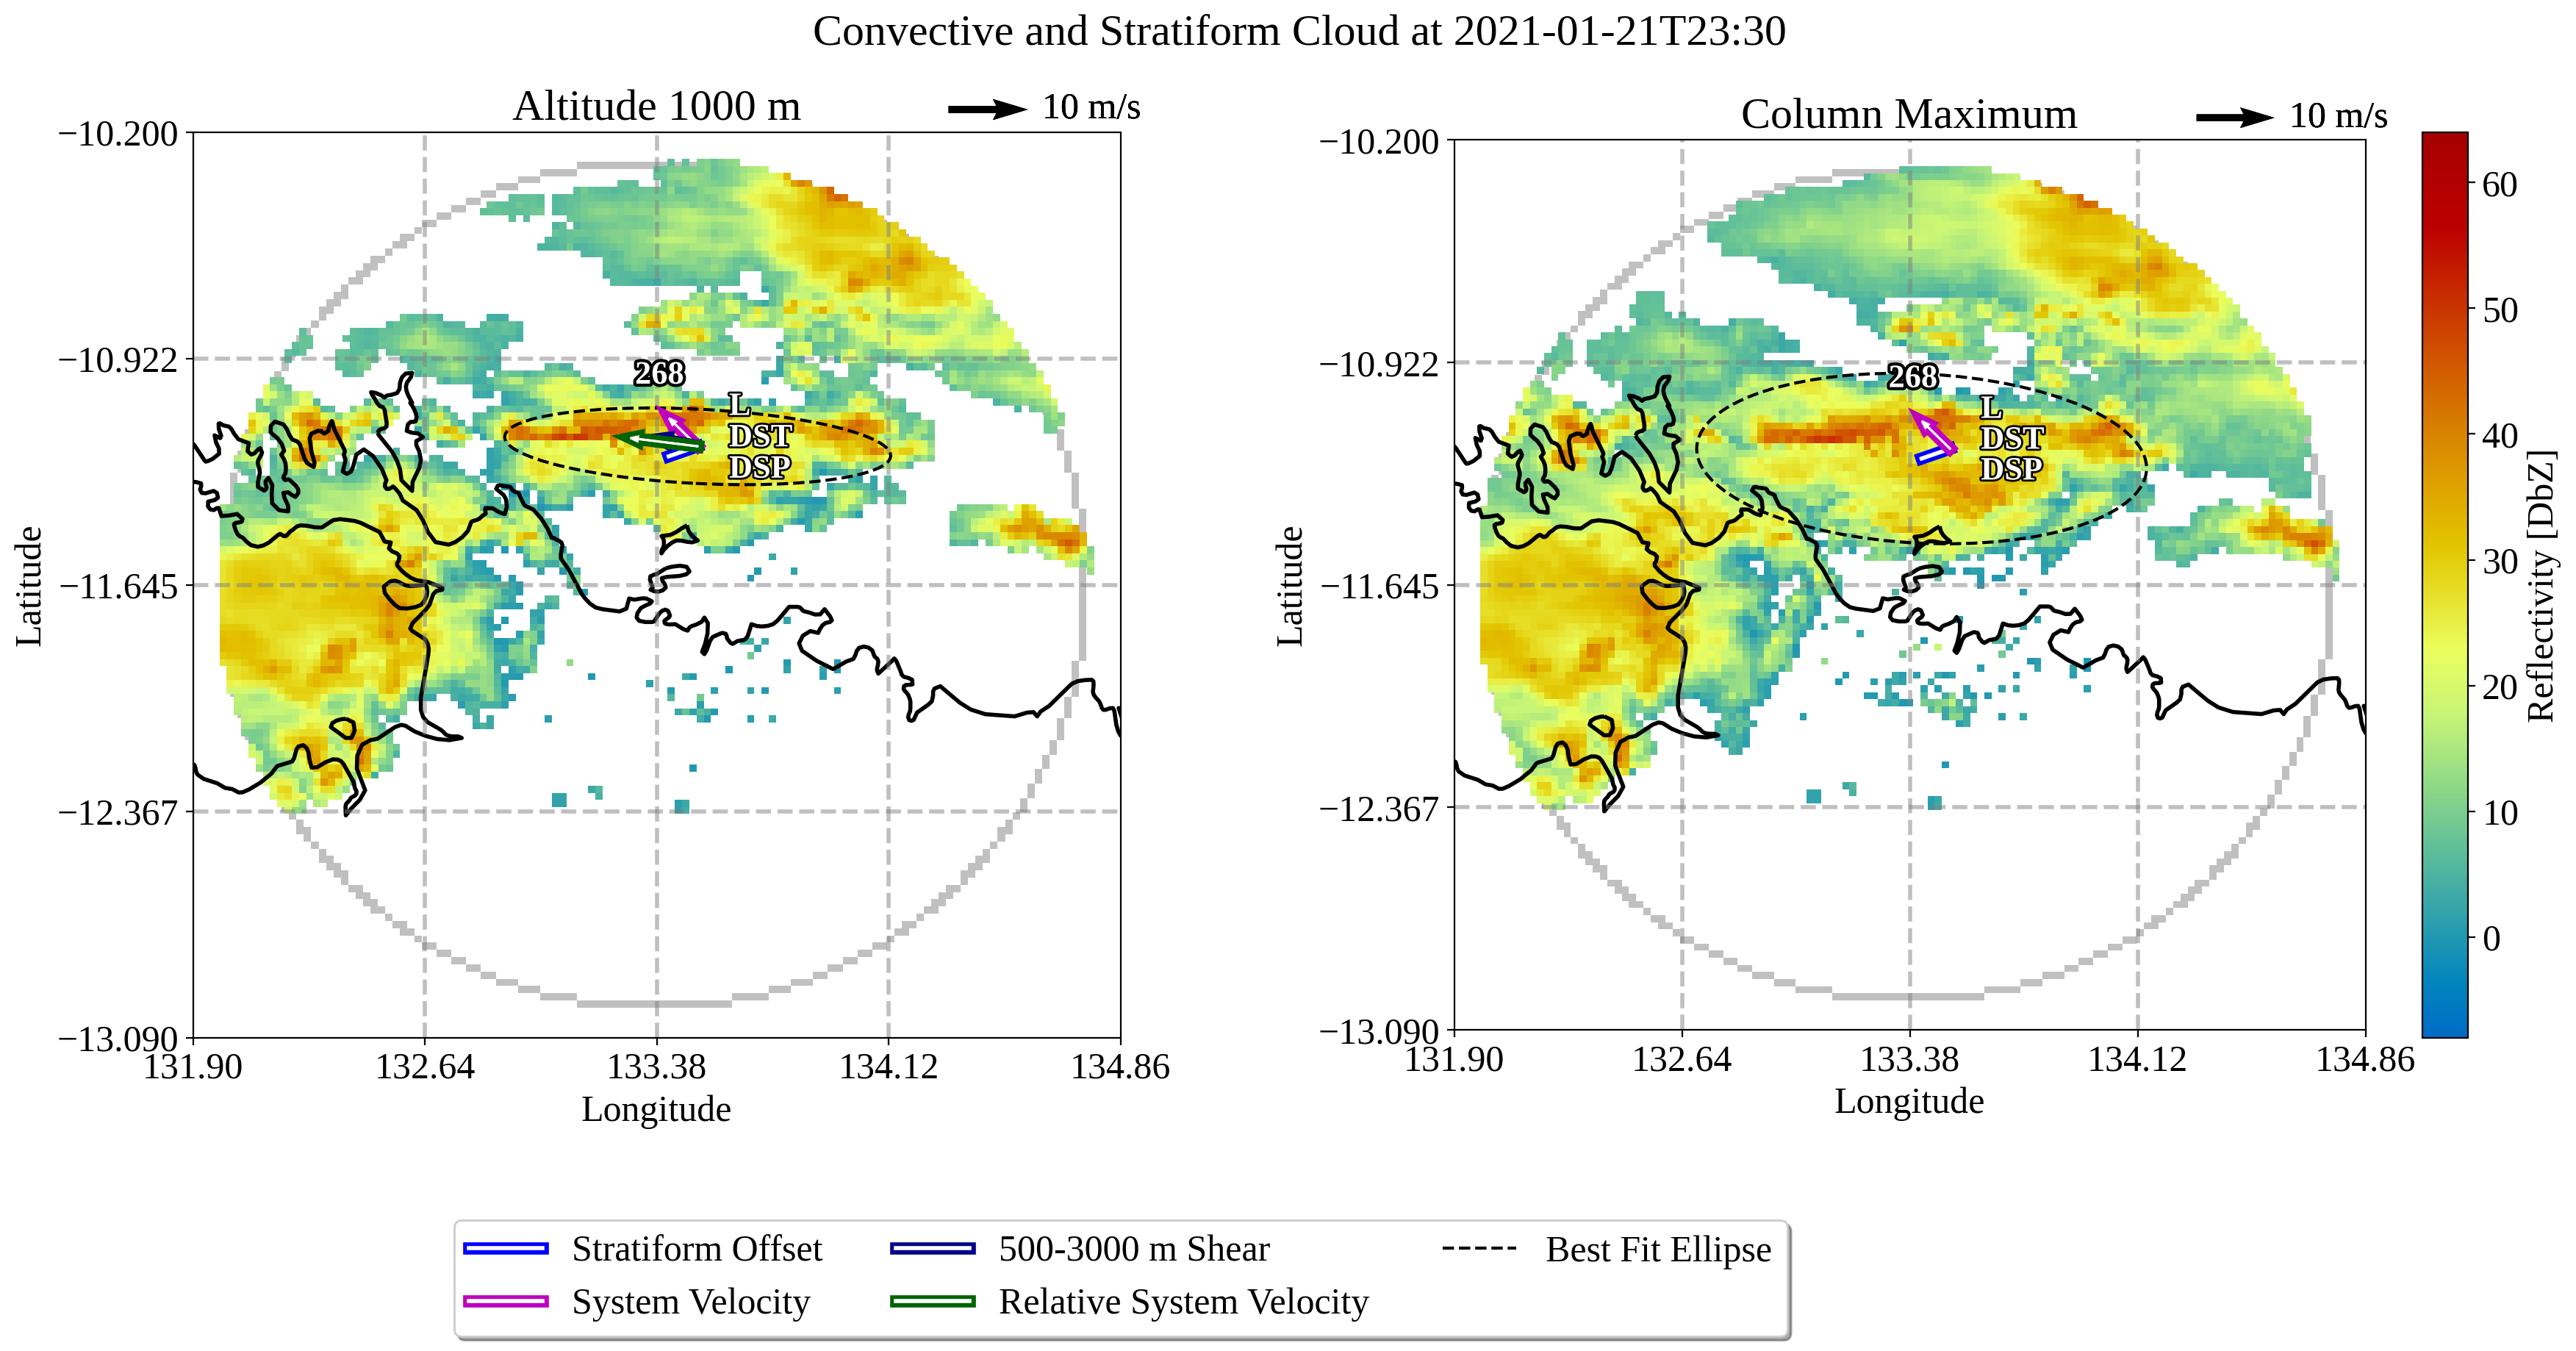 Convective and Stratiform Cloud at 2021-01-21T23:30
Altitude 1000 m
10 m/s
−10.200
−10.922
−11.645
−12.367
−13.090
Latitude
131.90
132.64
133.38
134.12
134.86
Longitude
268
L
DST
DSP
Column Maximum
10 m/s
−10.200
−10.922
−11.645
−12.367
−13.090
Latitude
131.90
132.64
133.38
134.12
134.86
Longitude
268
L
DST
DSP
60
50
40
30
20
10
0
Reflectivity [DbZ]
Stratiform Offset
System Velocity
500-3000 m Shear
Relative System Velocity
Best Fit Ellipse